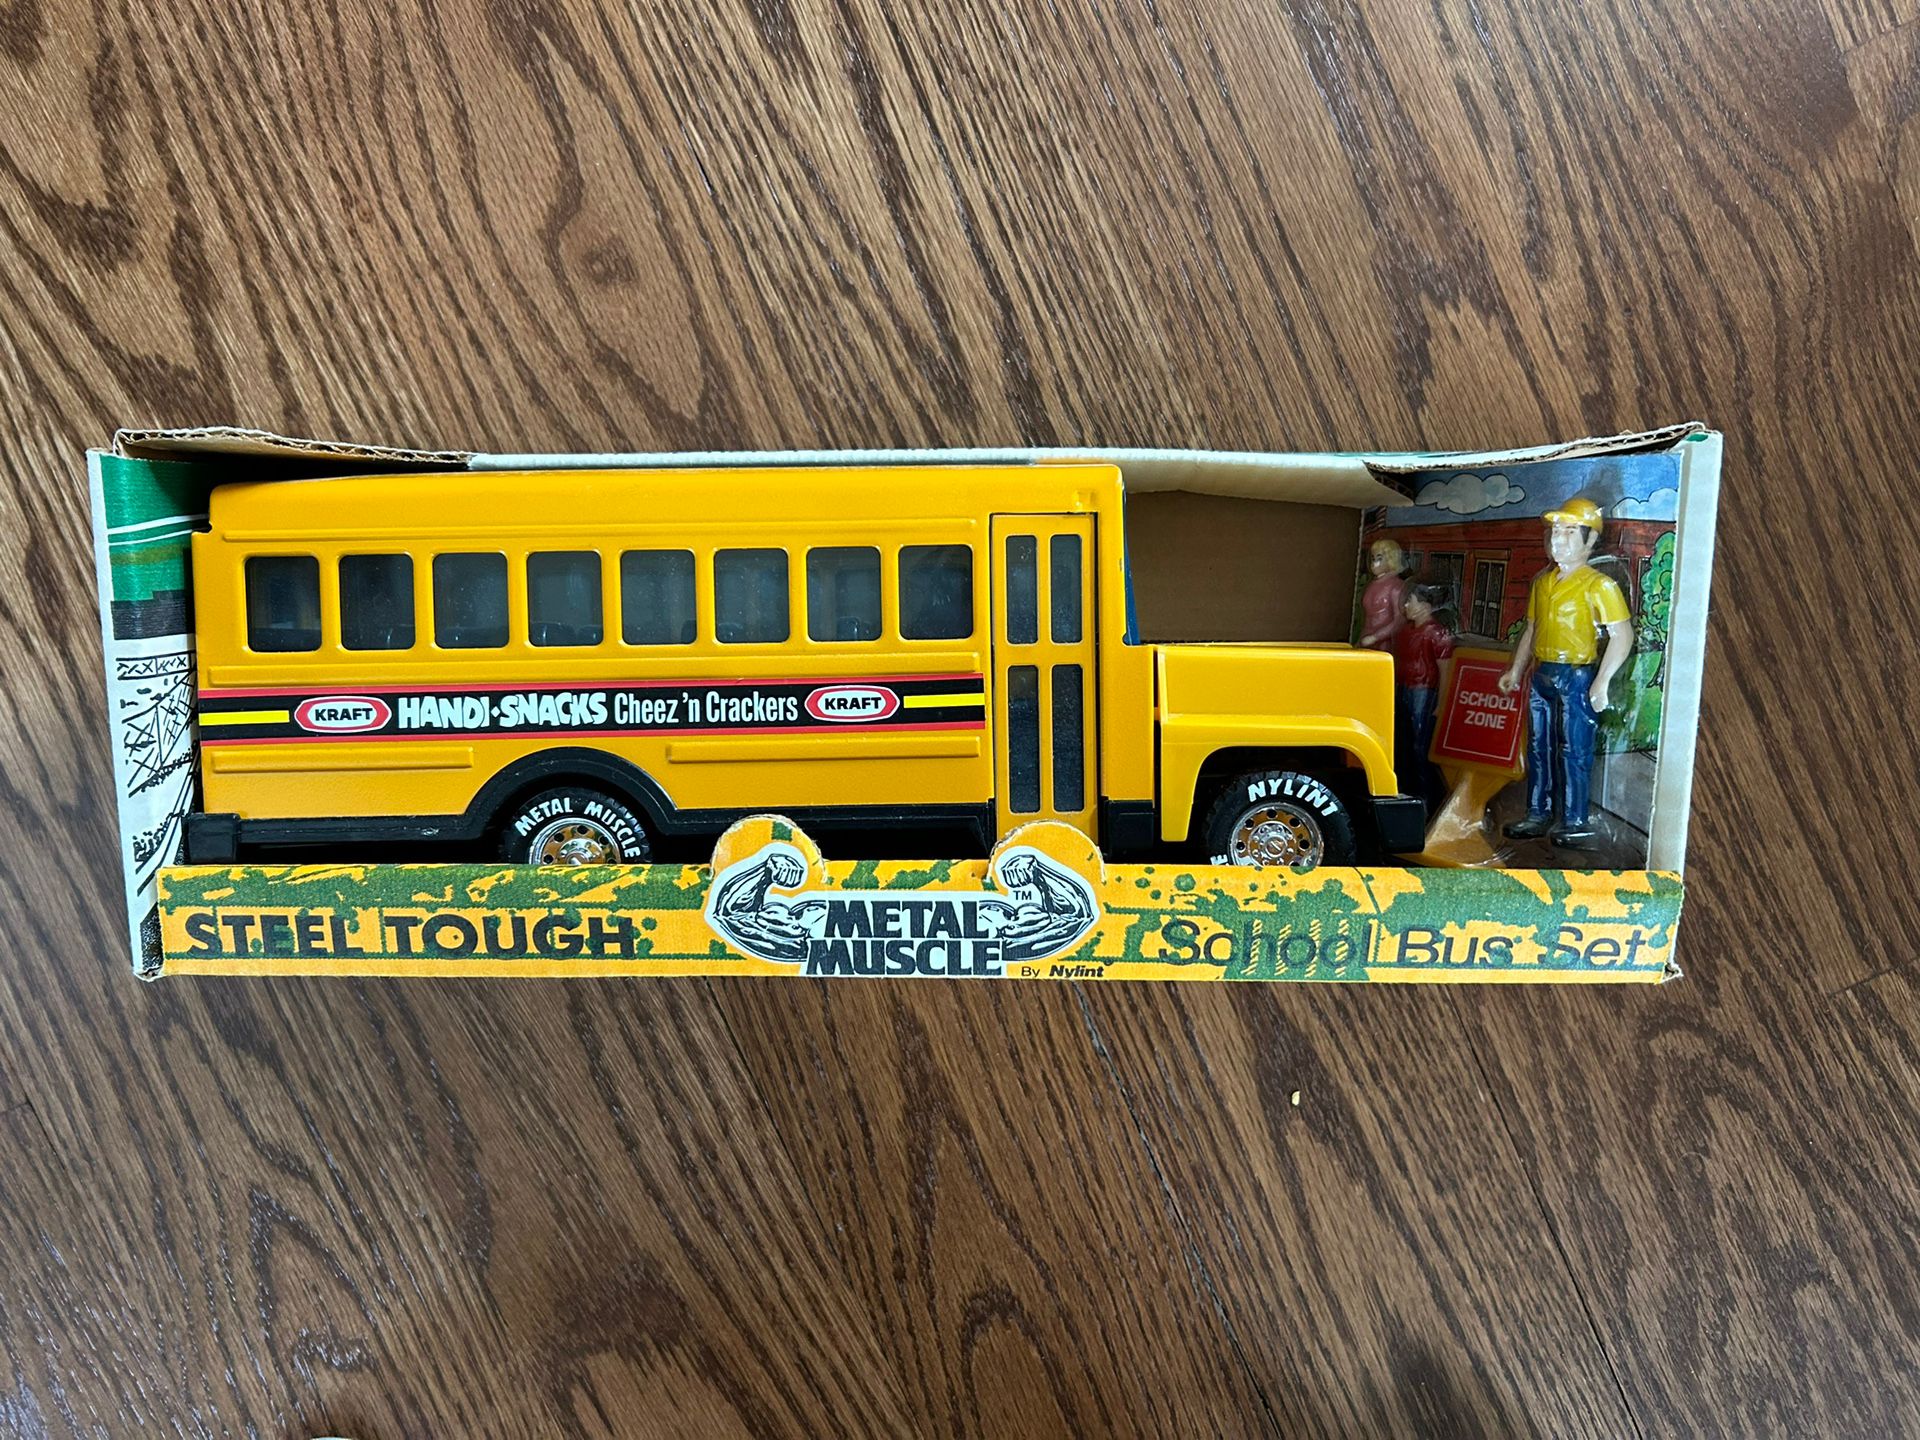 KRAFT HANDI-SNACKS Cheez 'n Crackers KRAFT
SCHOOL
ZONE
METAL MUSCLE
NYLINT
STEEL TOUGH
METAL
MUSCLE
TM
By Nylint
School Bus Set